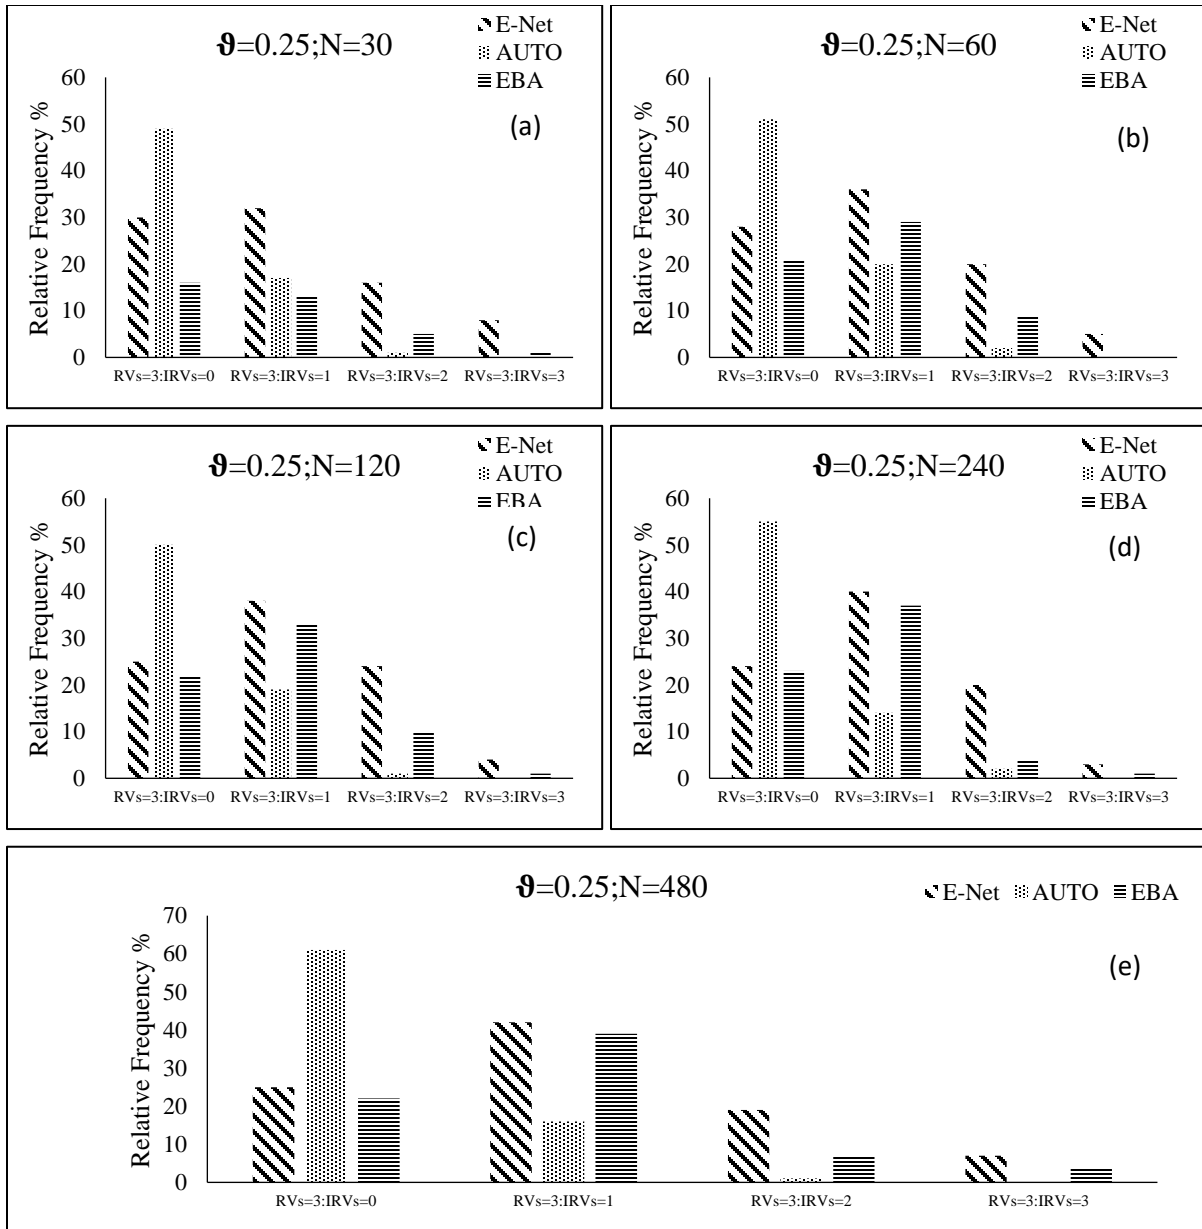 ϑ=0.25;N=30
E-Net
AUTO
EBA
(a)
Relative Frequency %
60
50
40
30
20
10
0
RVs=3:IRVs=0 RVs=3:IRVs=1 RVs=3:IRVs=2 RVs=3:IRVs=3
ϑ=0.25;N=60
E-Net
AUTO
EBA
(b)
Relative Frequency %
60
50
40
30
20
10
0
RVs=3:IRVs=0 RVs=3:IRVs=1 RVs=3:IRVs=2 RVs=3:IRVs=3
ϑ=0.25;N=120
E-Net
AUTO
EBA
(c)
Relative Frequency %
60
50
40
30
20
10
0
RVs=3:IRVs=0 RVs=3:IRVs=1 RVs=3:IRVs=2 RVs=3:IRVs=3
ϑ=0.25;N=240
E-Net
AUTO
EBA
(d)
Relative Frequency %
60
50
40
30
20
10
0
RVs=3:IRVs=0 RVs=3:IRVs=1 RVs=3:IRVs=2 RVs=3:IRVs=3
ϑ=0.25;N=480
E-Net AUTO EBA
(e)
Relative Frequency %
70
60
50
40
30
20
10
0
RVs=3:IRVs=0 RVs=3:IRVs=1 RVs=3:IRVs=2 RVs=3:IRVs=3